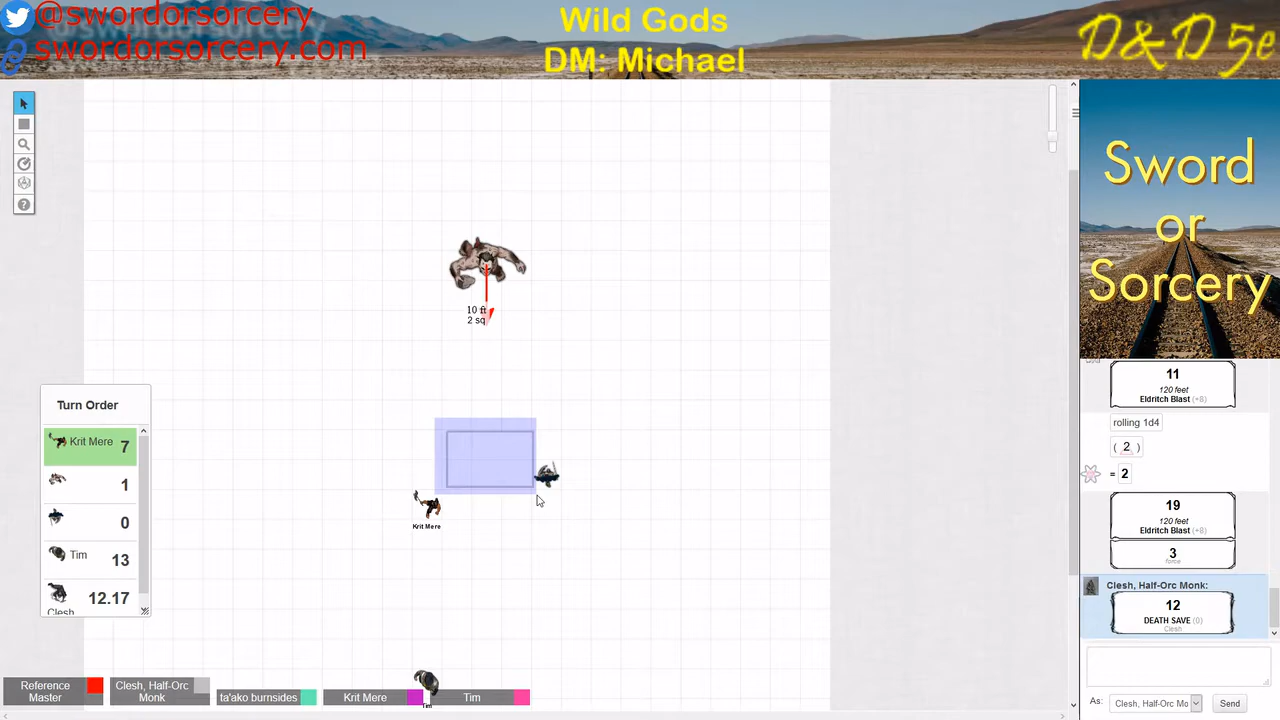 @swordorsorcery
swordorsorcery.com
Wild Gods
DM: Michael
D&D 5e
Sword
or
Sorcery
10 ft
2 sq
Krit Mere
Turn Order
Krit Mere 7
1
0
Tim 13
Clesh 12.17
11
120 feet
Eldritch Blast (+8)
rolling 1d4
( 2 )
= 2
19
120 feet
Eldritch Blast (+8)
3
force
Clesh, Half-Orc Monk:
12
DEATH SAVE (0)
Clesh
Reference
Master
Clesh, Half-Orc
Monk
ta'ako burnsides
Krit Mere
Tim
As: Clesh, Half-Orc Mo
Send